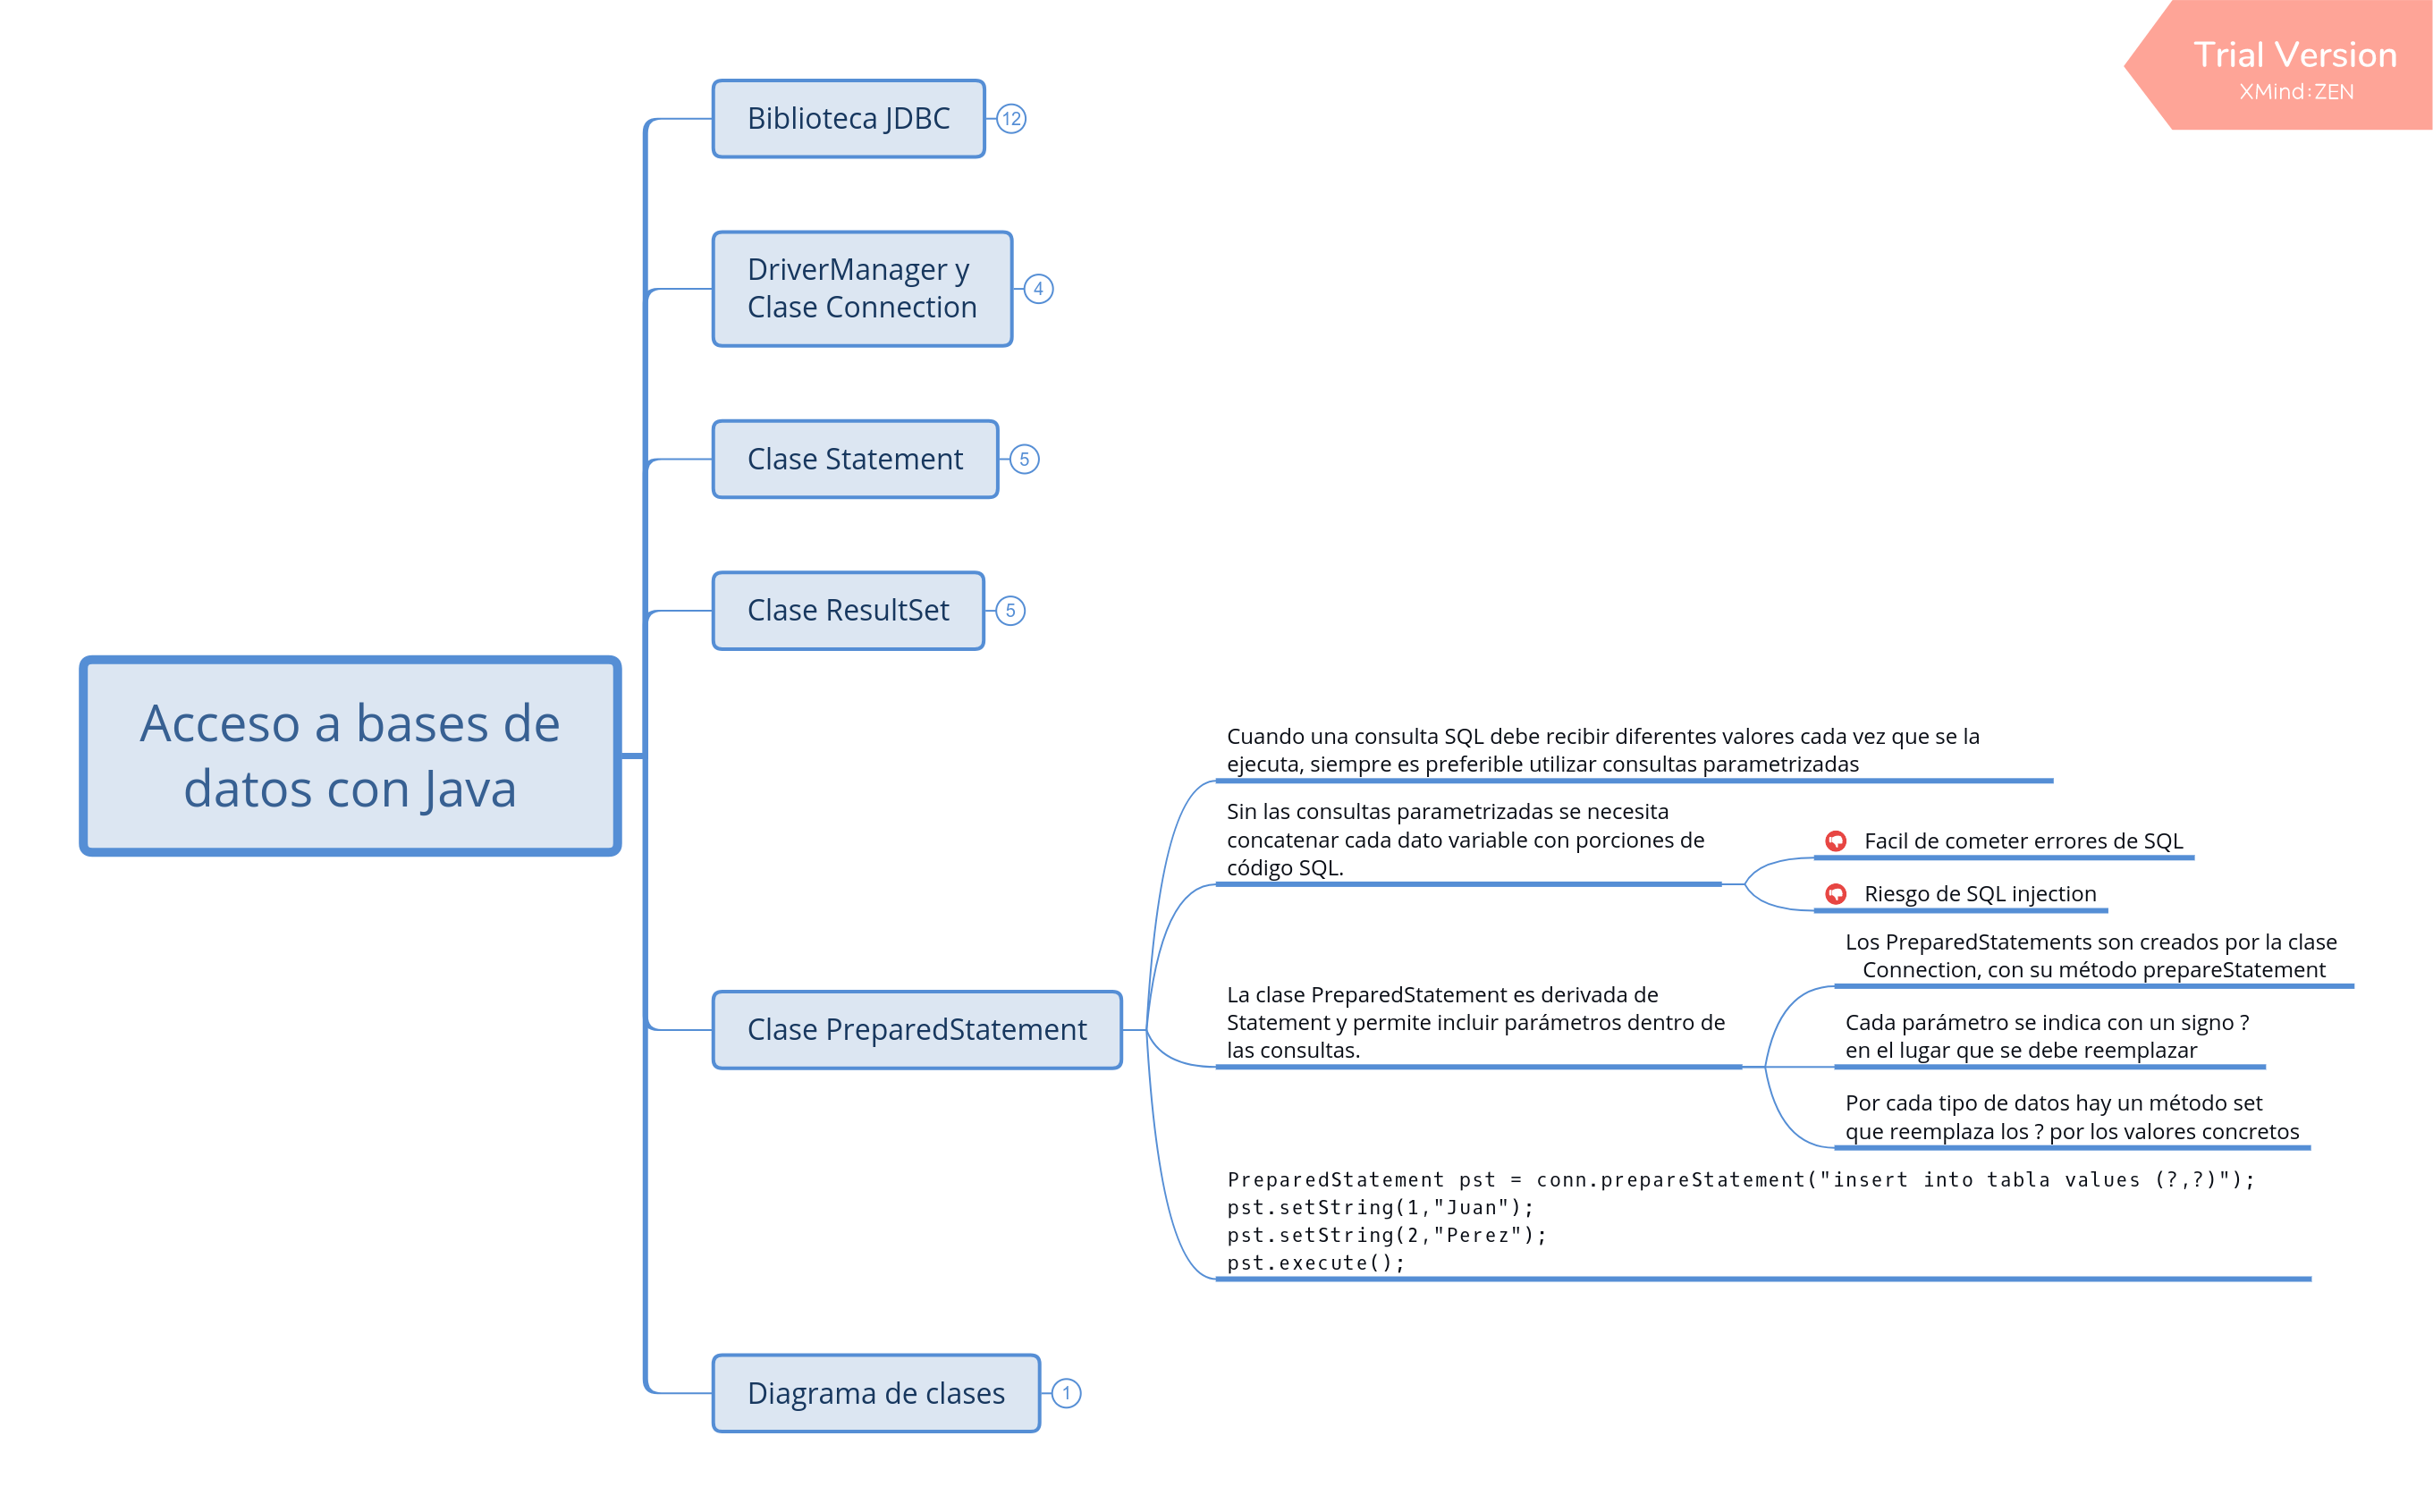 Trial Version
XMind:ZEN
Biblioteca JDBC
12
DriverManager y
Clase Connection
4
Clase Statement
5
Clase ResultSet
5
Acceso a bases de
datos con Java
Clase PreparedStatement
Cuando una consulta SQL debe recibir diferentes valores cada vez que se la
ejecuta, siempre es preferible utilizar consultas parametrizadas
Sin las consultas parametrizadas se necesita
concatenar cada dato variable con porciones de
código SQL.
Facil de cometer errores de SQL
Riesgo de SQL injection
La clase PreparedStatement es derivada de
Statement y permite incluir parámetros dentro de
las consultas.
Los PreparedStatements son creados por la clase
Connection, con su método prepareStatement
Cada parámetro se indica con un signo ?
en el lugar que se debe reemplazar
Por cada tipo de datos hay un método set
que reemplaza los ? por los valores concretos
PreparedStatement pst = conn.prepareStatement("insert into tabla values (?,?)");
pst.setString(1,"Juan");
pst.setString(2,"Perez");
pst.execute();
Diagrama de clases
1